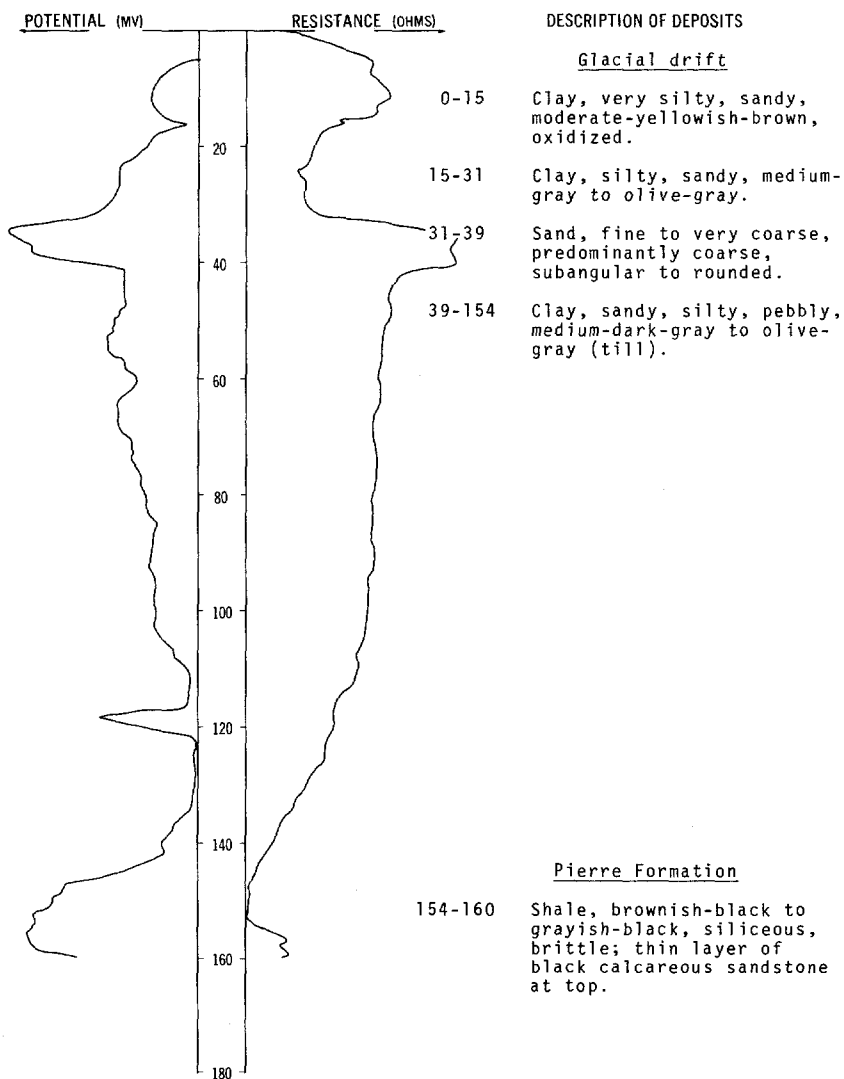 POTENTIAL (MV) RESISTANCE (OHMS) DESCRIPTION OF DEPOSITS
Glacial drift
0-15 Clay, very silty, sandy,
moderate-yellowish-brown,
oxidized.
20
15-31 Clay, silty, sandy, medium-
gray to olive-gray.
31-39 Sand, fine to very coarse,
predominantly coarse,
subangular to rounded.
40
39-154 Clay, sandy, silty, pebbly,
medium-dark-gray to olive-
gray (till).
60
80
100
120
140
Pierre Formation
154-160 Shale, brownish-black to
grayish-black, siliceous,
brittle; thin layer of
black calcareous sandstone
at top.
160
180